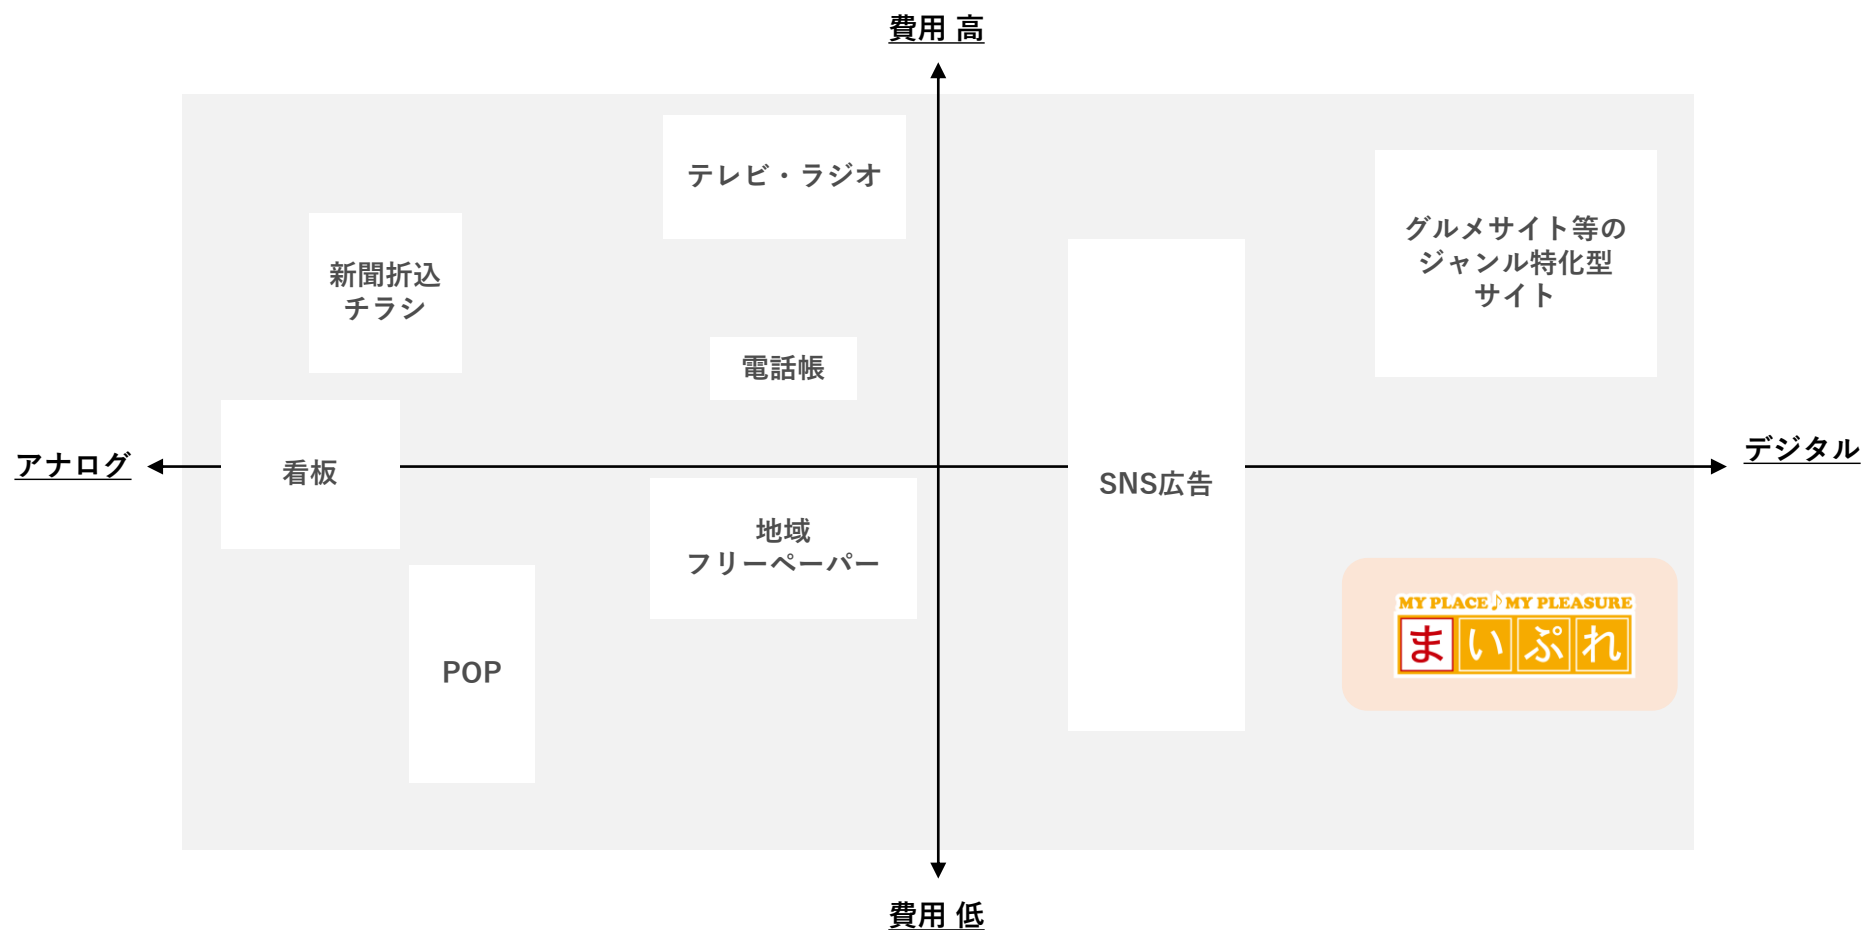 費用 高
テレビ・ラジオ
グルメサイト等の
ジャンル特化型
サイト
新聞折込
チラシ
電話帳
アナログ
看板
SNS広告
デジタル
地域
フリーペーパー
POP
MY PLACE♪MY PLEASURE
まいぷれ
費用 低